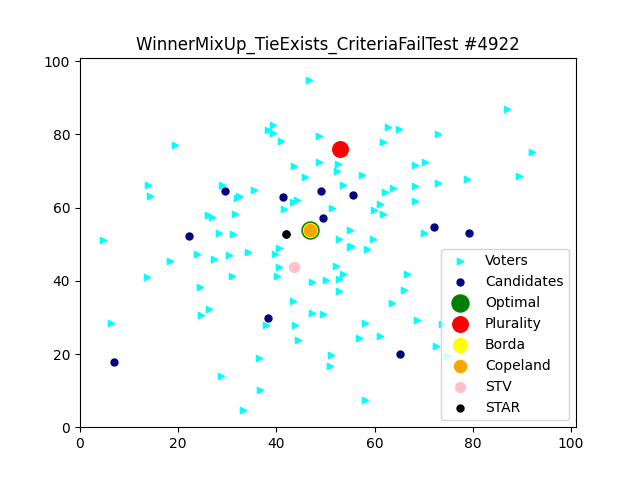 WinnerMixUp_TieExists_CriteriaFailTest #4922
100
80
60
40
20
0
0 20 40 60 80 100
Voters
Candidates
Optimal
Plurality
Borda
Copeland
STV
STAR